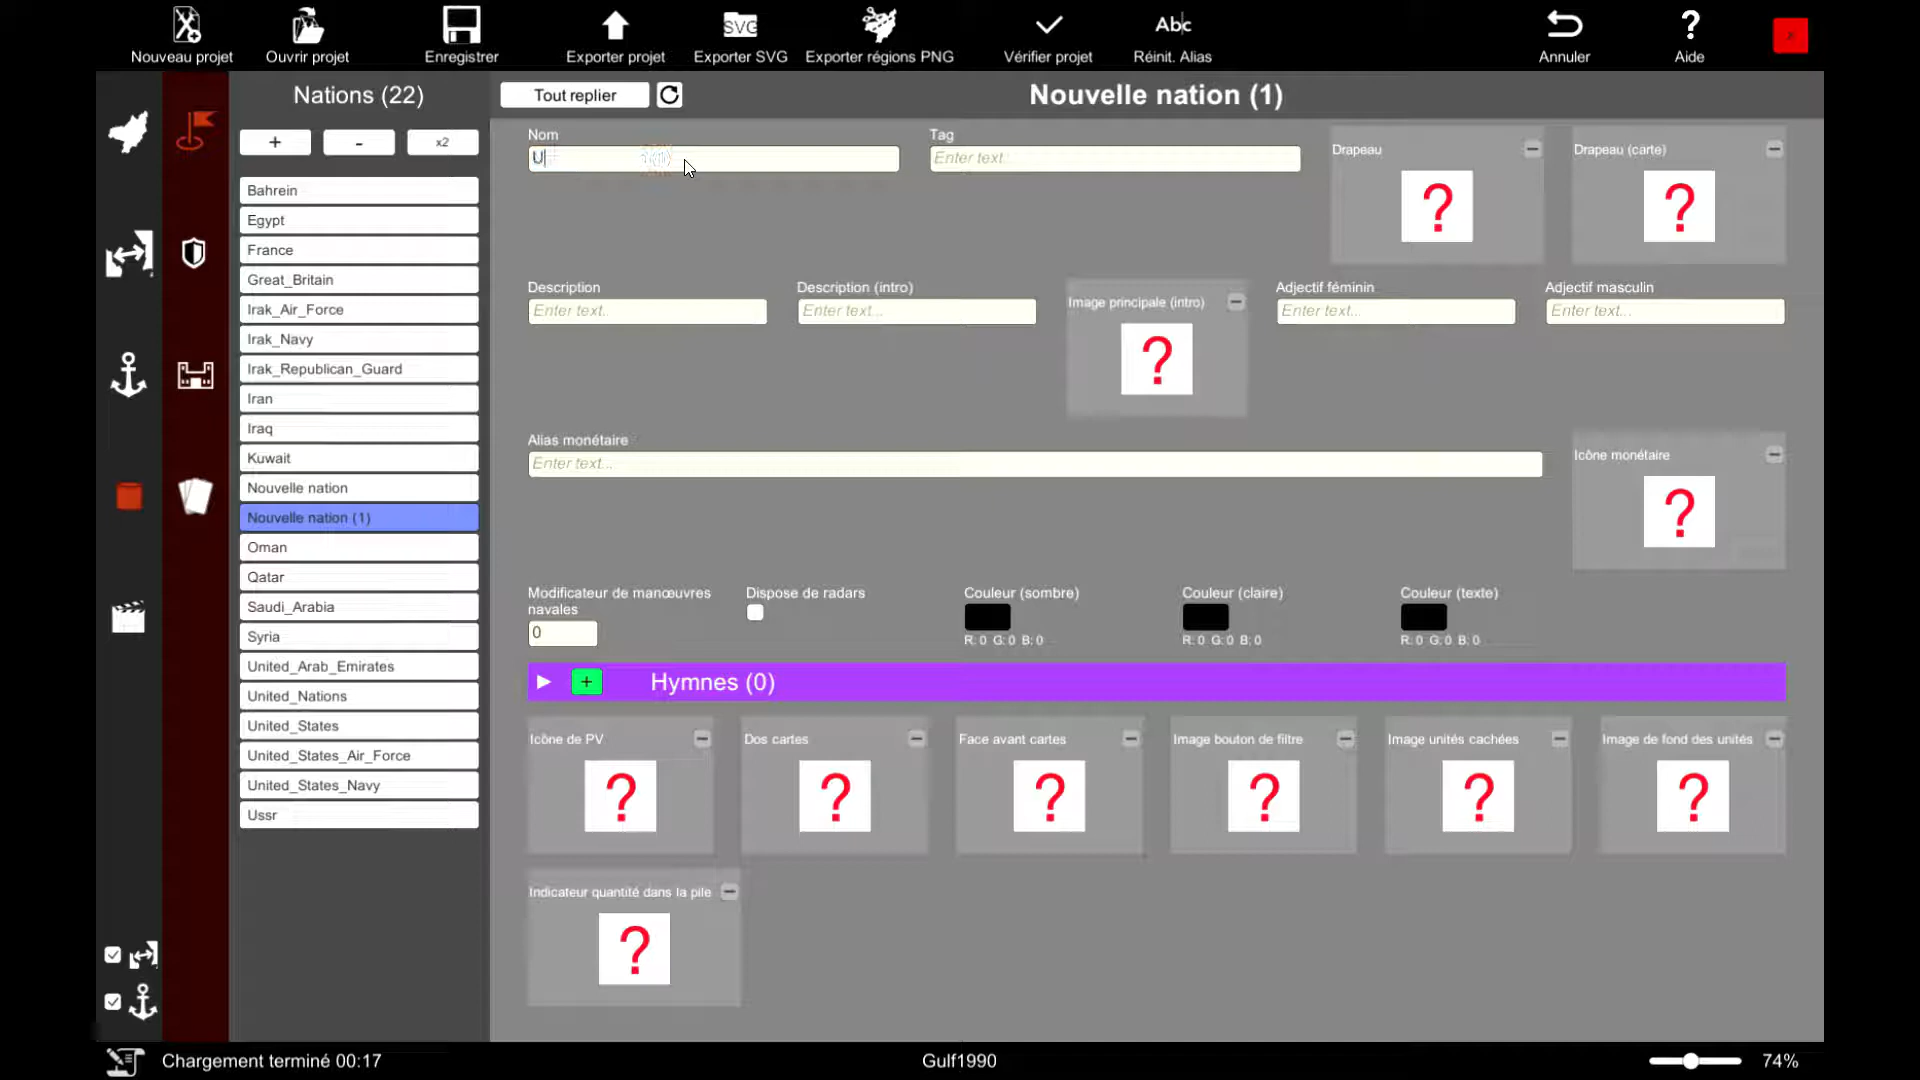 Nouveau projet
Ouvrir projet
Enregistrer
Exporter projet
SVG
Exporter SVG
Exporter régions PNG
Vérifier projet
Abc
Réinit. Alias
Annuler
?
Aide
Nations (22)
+
-
x2
Bahrein
Egypt
France
Great_Britain
Irak_Air_Force
Irak_Navy
Irak_Republican_Guard
Iran
Iraq
Kuwait
Nouvelle nation
Nouvelle nation (1)
Oman
Qatar
Saudi_Arabia
Syria
United_Arab_Emirates
United_Nations
United_States
United_States_Air_Force
United_States_Navy
Ussr
Tout replier
Nouvelle nation (1)
Nom
U
Tag
Enter text...
Drapeau
?
Drapeau (carte)
?
Description
Enter text...
Description (intro)
Enter text...
Image principale (intro)
?
Adjectif féminin
Enter text...
Adjectif masculin
Enter text...
Alias monétaire
Enter text...
Icône monétaire
?
Modificateur de manœuvres
navales
0
Dispose de radars
Couleur (sombre)
R: 0 G: 0 B: 0
Couleur (claire)
R: 0 G: 0 B: 0
Couleur (texte)
R: 0 G: 0 B: 0
+
Hymnes (0)
Icône de PV
?
Dos cartes
?
Face avant cartes
?
Image bouton de filtre
?
Image unités cachées
?
Image de fond des unités
?
Indicateur quantité dans la pile
?
Chargement terminé 00:17
Gulf1990
74%